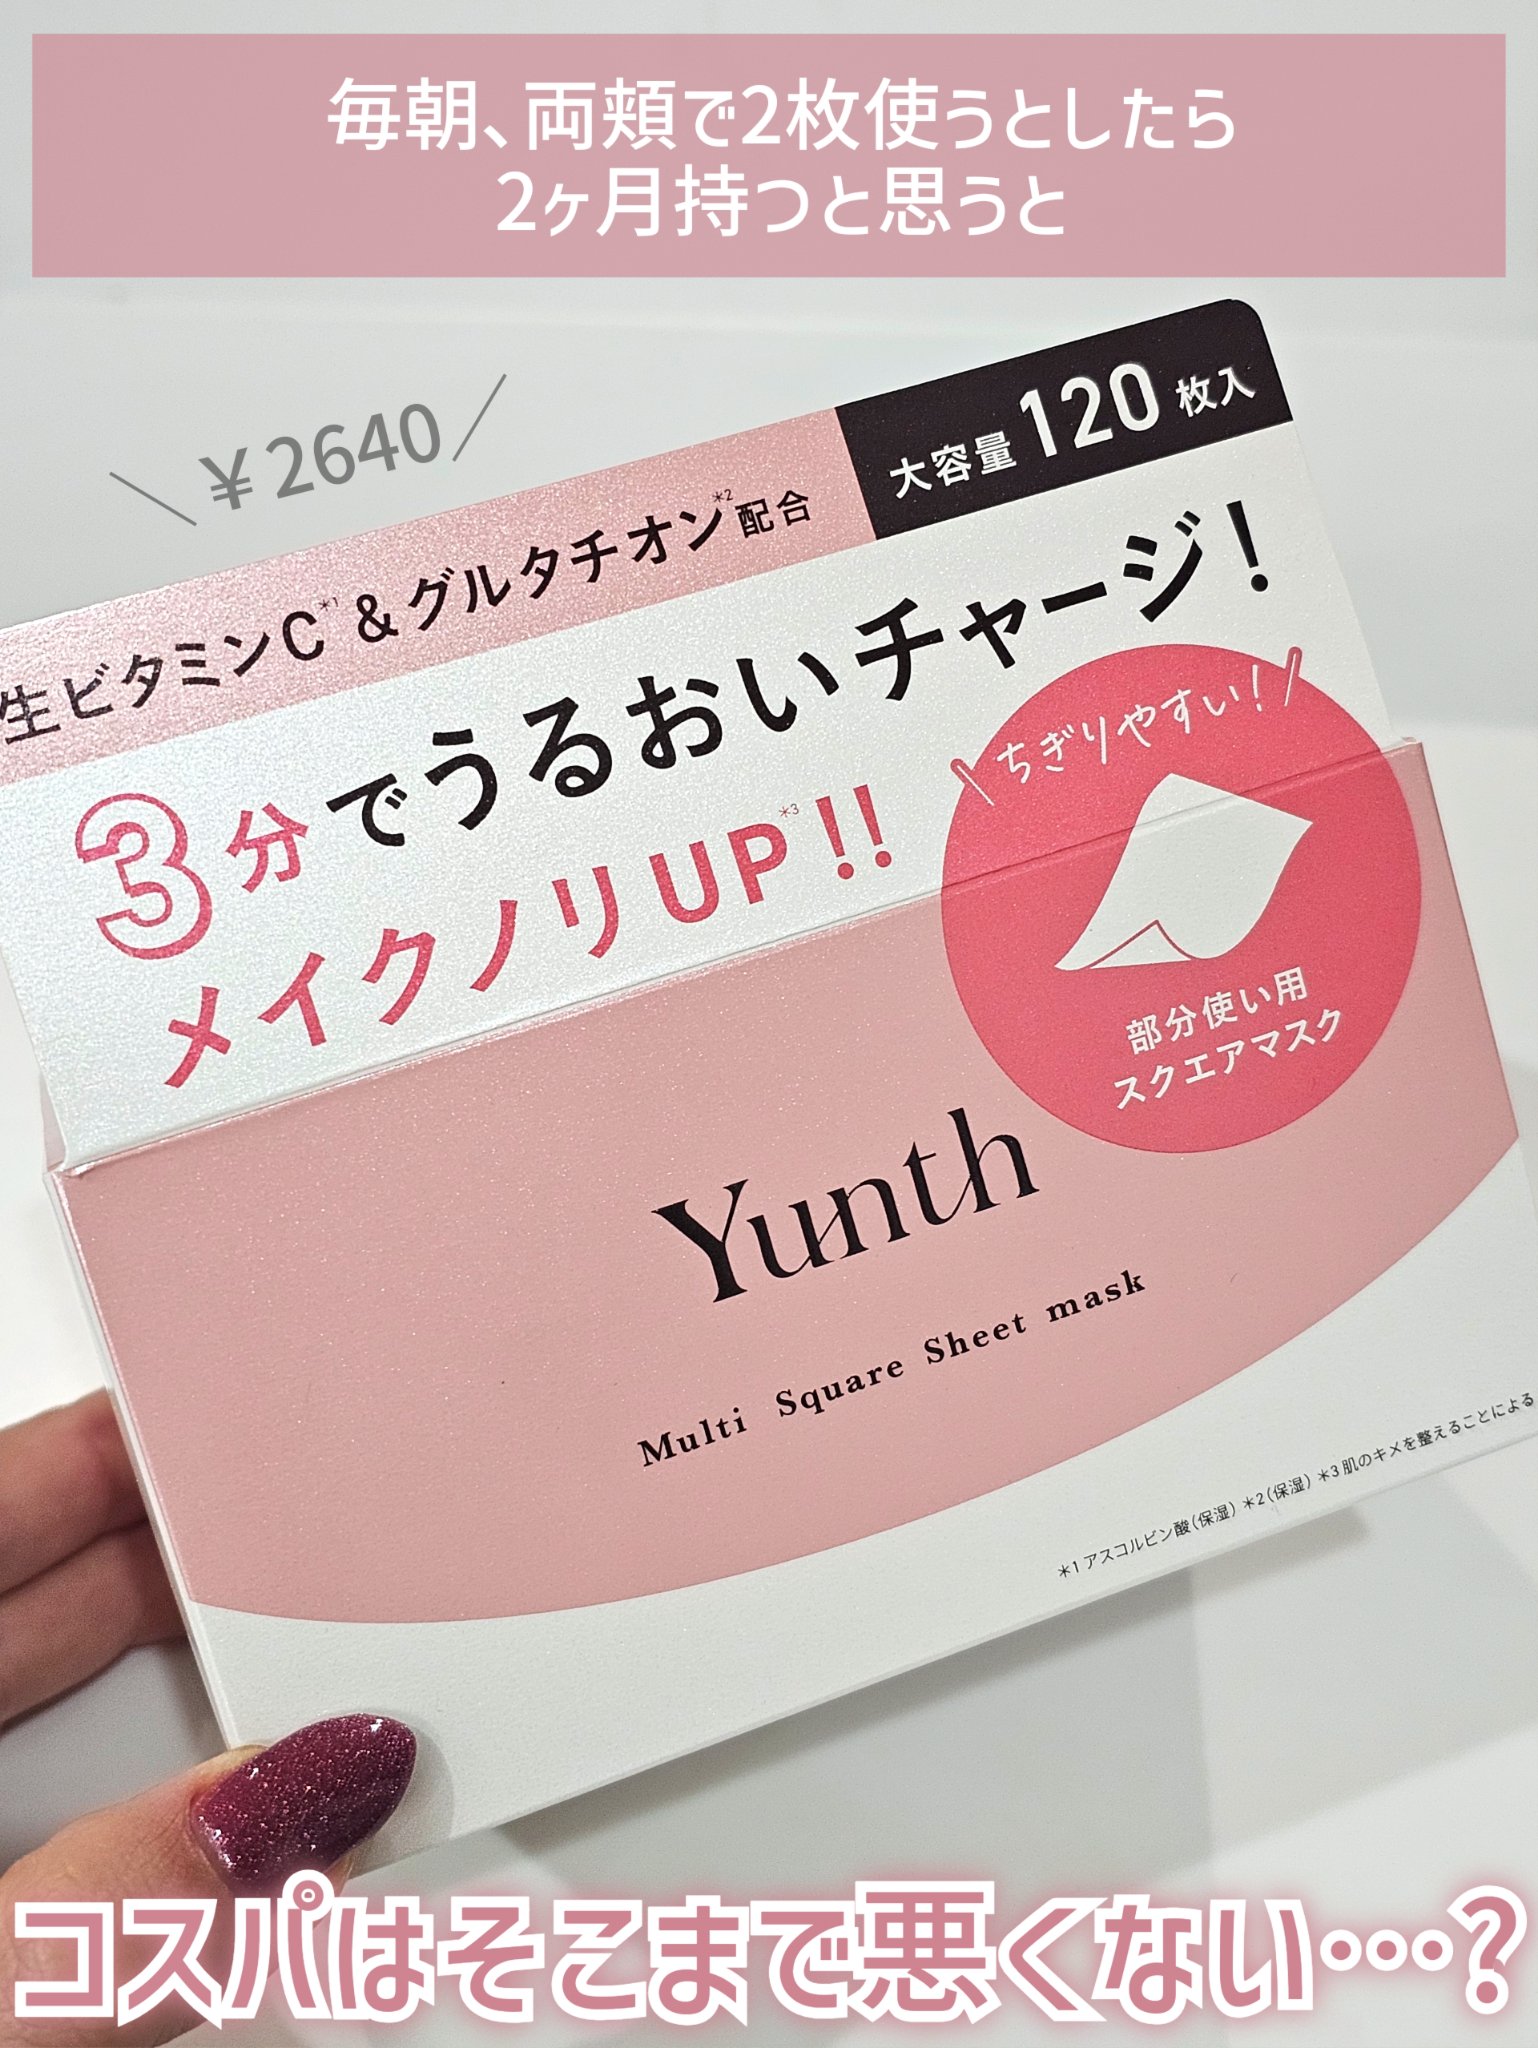 毎朝、両頬で2枚使うとしたら
2ヶ月持つと思うと
\ ¥2640 /
大容量 120 枚入
生ビタミンC*1 & グルタチオン*2 配合
3分でうるおいチャージ!
メイクノリUP*3!!
\ ちぎりやすい! /
部分使い用
スクエアマスク
Yunth
Multi Square Sheet mask
*1 アスコルビン酸(保湿) *2(保湿) *3 肌のキメを整えることによる
コスパはそこまで悪くない…?